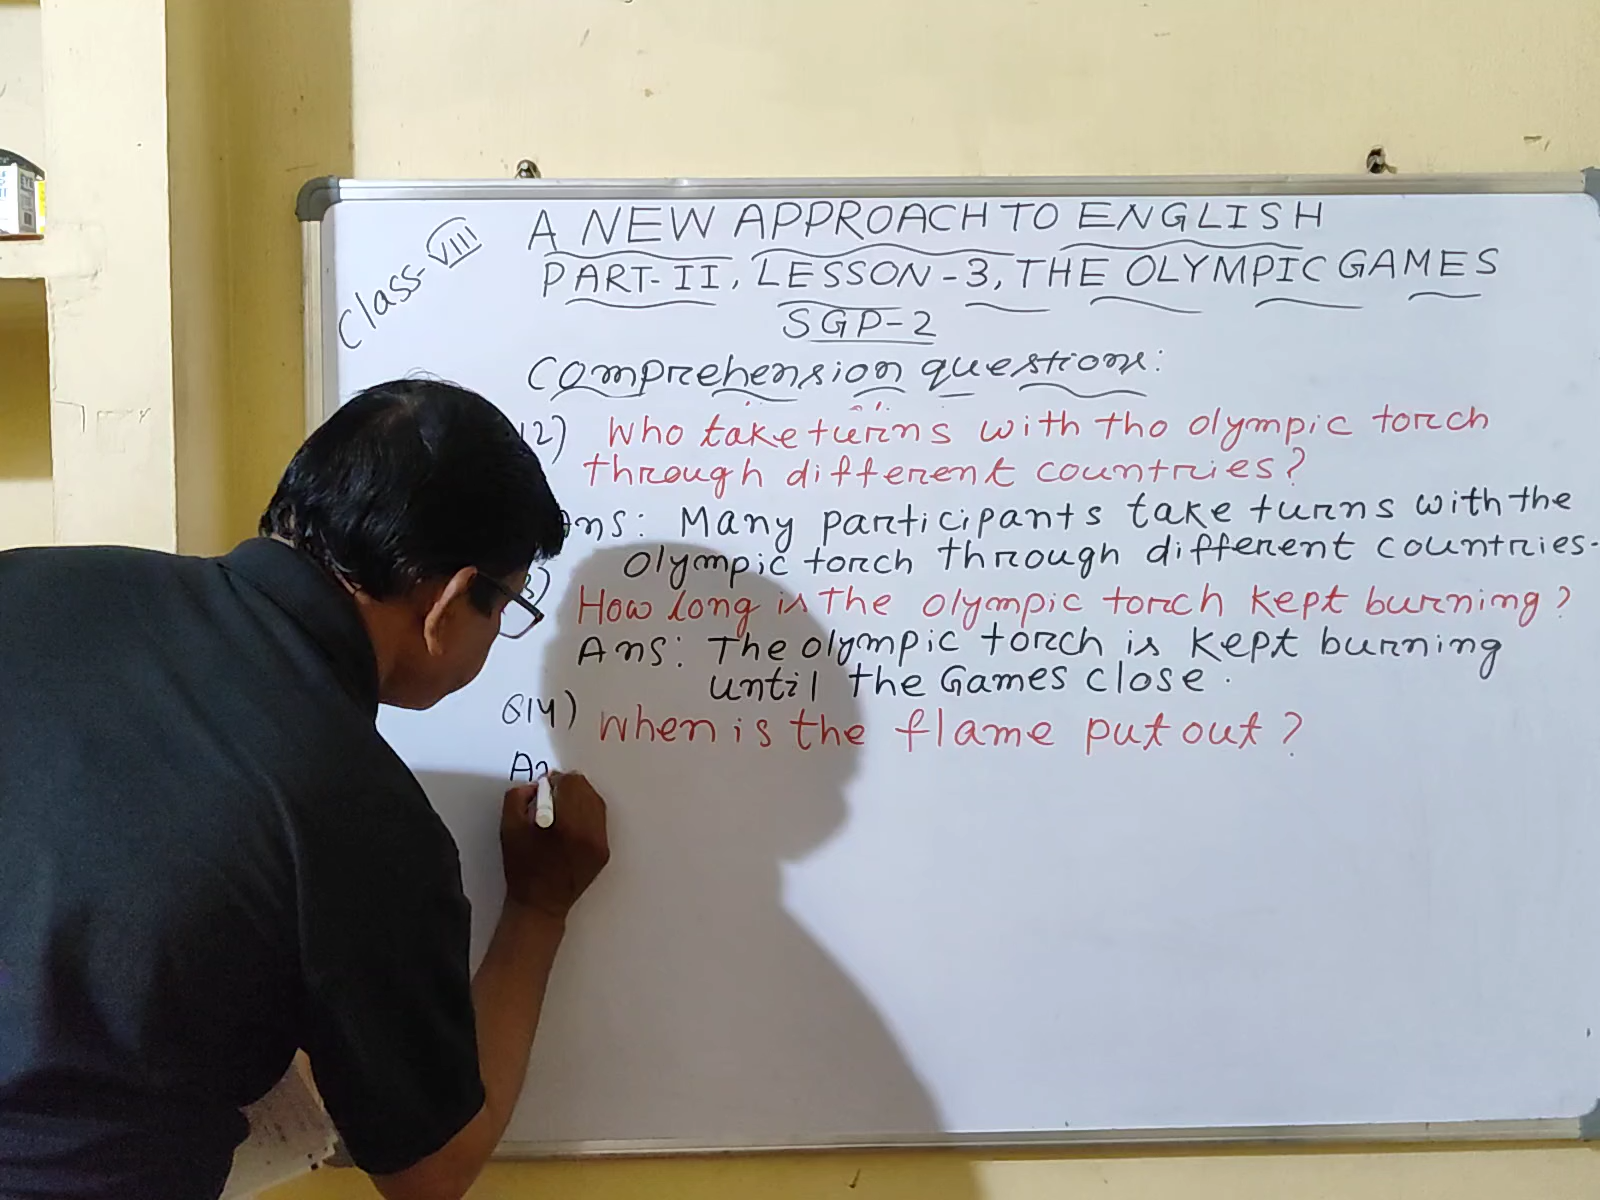 Class-VIII
A NEW APPROACH TO ENGLISH
PART-II, LESSON-3, THE OLYMPIC GAMES
SGP-2
Comprehension questions:
12) Who take turns with the olympic torch
through different countries?
Ans: Many participants take turns with the
Olympic torch through different countries.
3) How long is the olympic torch kept burning?
Ans: The olympic torch is kept burning
until the Games close.
14) When is the flame put out?